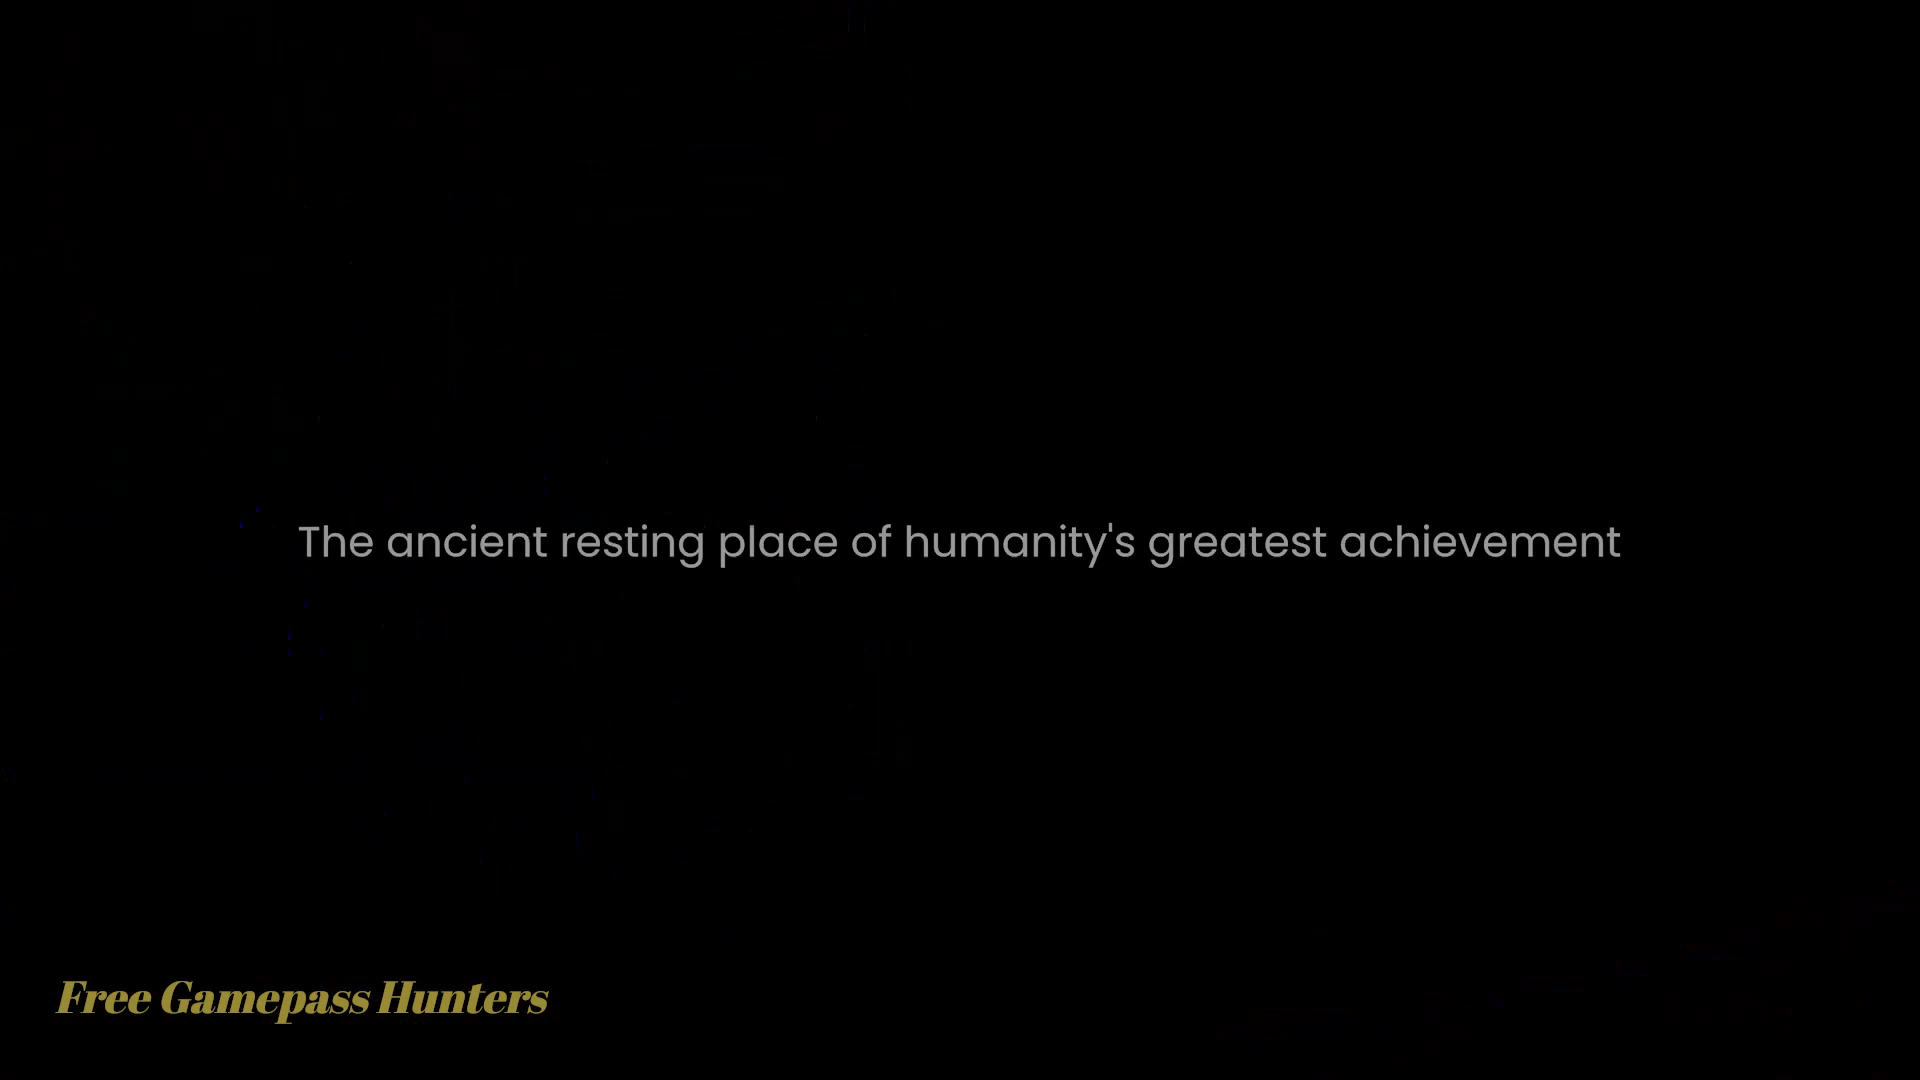 The ancient resting place of humanity's greatest achievement
Free Gamepass Hunters